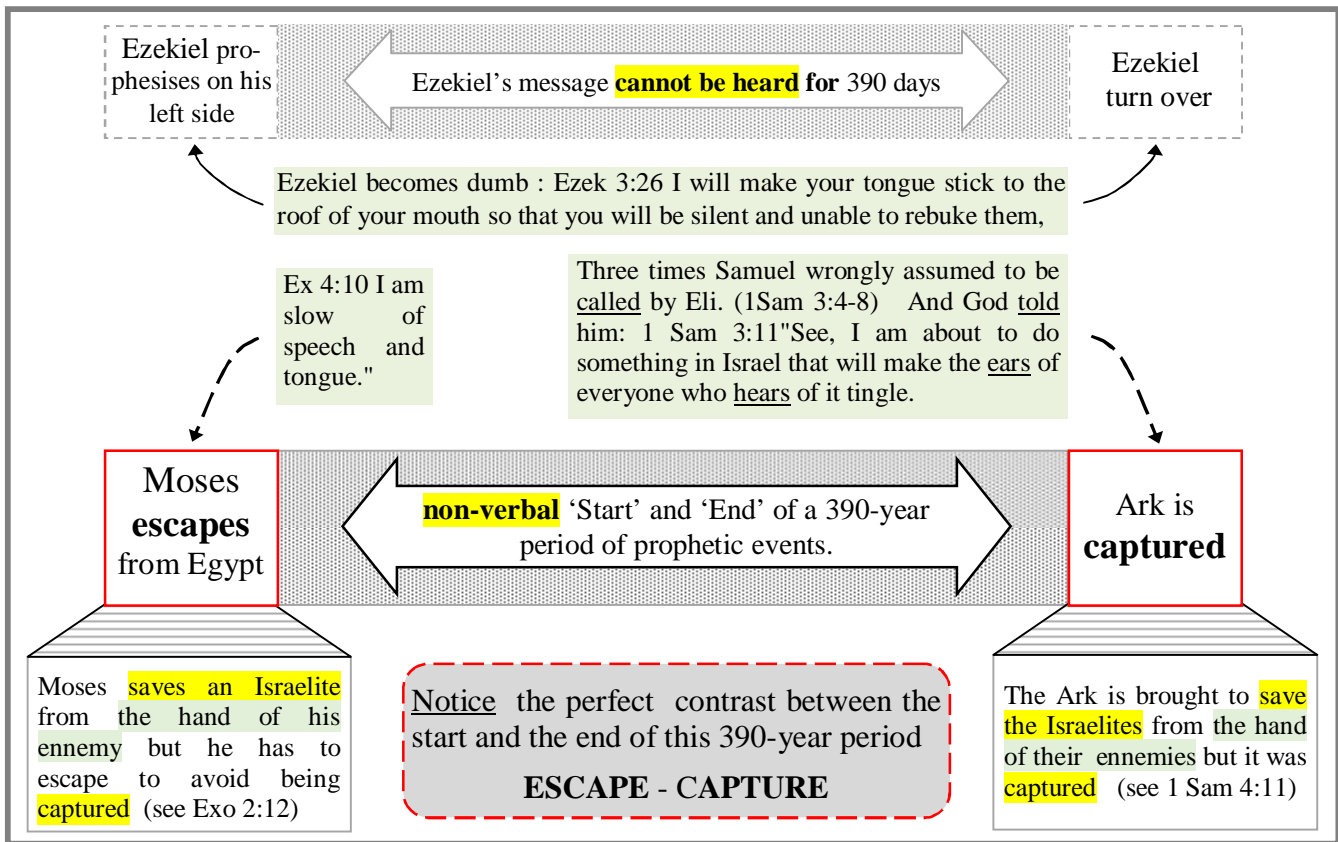 Ezekiel pro-
phesises on his
left side
Ezekiel’s message cannot be heard for 390 days
Ezekiel
turn over
Ezekiel becomes dumb : Ezek 3:26 I will make your tongue stick to the
roof of your mouth so that you will be silent and unable to rebuke them,
Ex 4:10 I am
slow of
speech and
tongue."
Three times Samuel wrongly assumed to be
called by Eli. (1Sam 3:4-8) And God told
him: 1 Sam 3:11"See, I am about to do
something in Israel that will make the ears of
everyone who hears of it tingle.
Moses
escapes
from Egypt
non-verbal ‘Start’ and ‘End’ of a 390-year
period of prophetic events.
Ark is
captured
Moses saves an Israelite
from the hand of his
ennemy but he has to
escape to avoid being
captured (see Exo 2:12)
Notice the perfect contrast between the
start and the end of this 390-year period
ESCAPE - CAPTURE
The Ark is brought to save
the Israelites from the hand
of their ennemies but it was
captured (see 1 Sam 4:11)